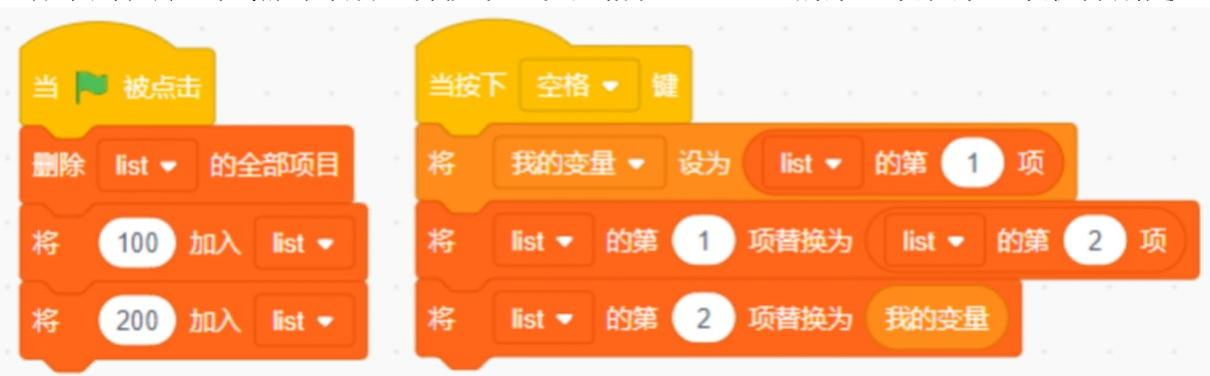 当 被点击
删除 list 的全部项目
将 100 加入 list
将 200 加入 list
当按下 空格 键
将 我的变量 设为 list 的第 1 项
将 list 的第 1 项替换为 list 的第 2 项
将 list 的第 2 项替换为 我的变量